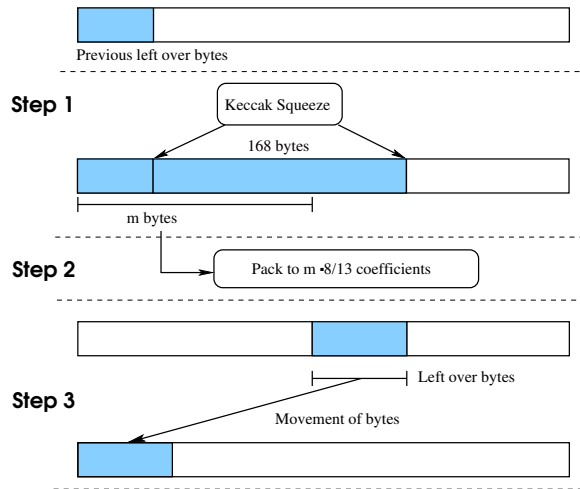 Previous left over bytes
Step 1
Keccak Squeeze
168 bytes
m bytes
Step 2
Pack to m •8/13 coefficients
Left over bytes
Step 3
Movement of bytes